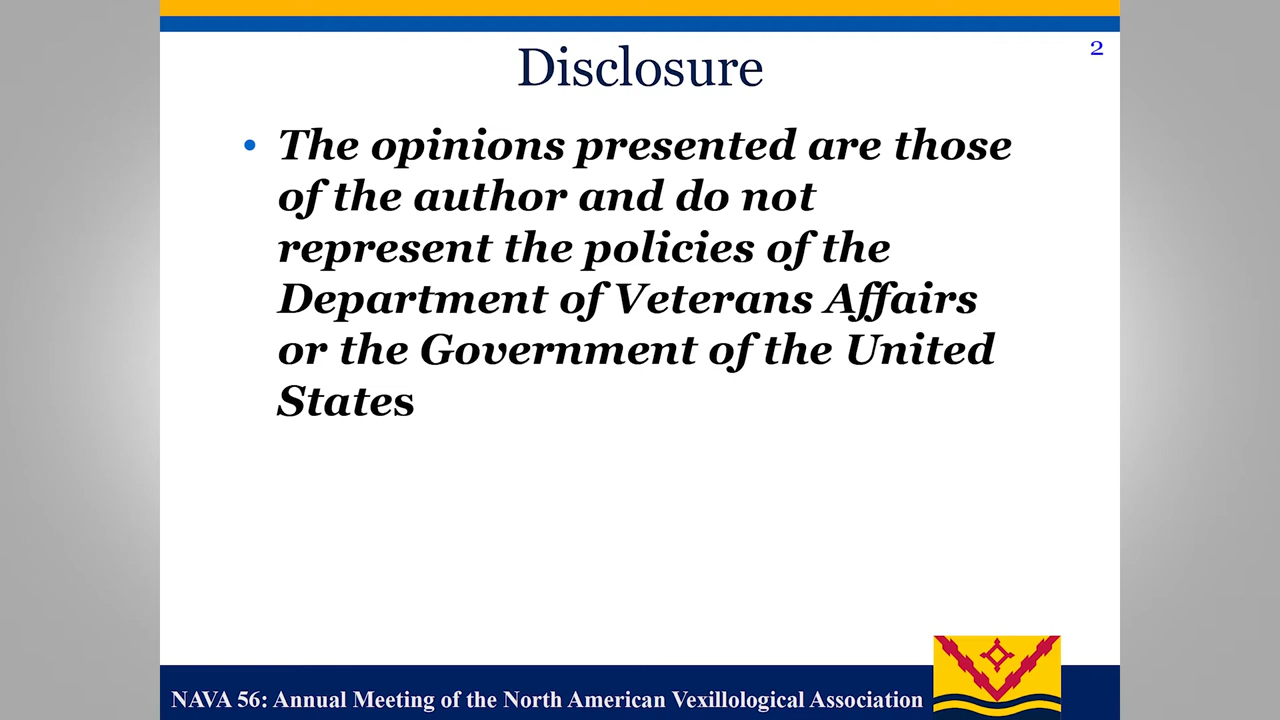 2
Disclosure
• The opinions presented are those
of the author and do not
represent the policies of the
Department of Veterans Affairs
or the Government of the United
States
NAVA 56: Annual Meeting of the North American Vexillological Association